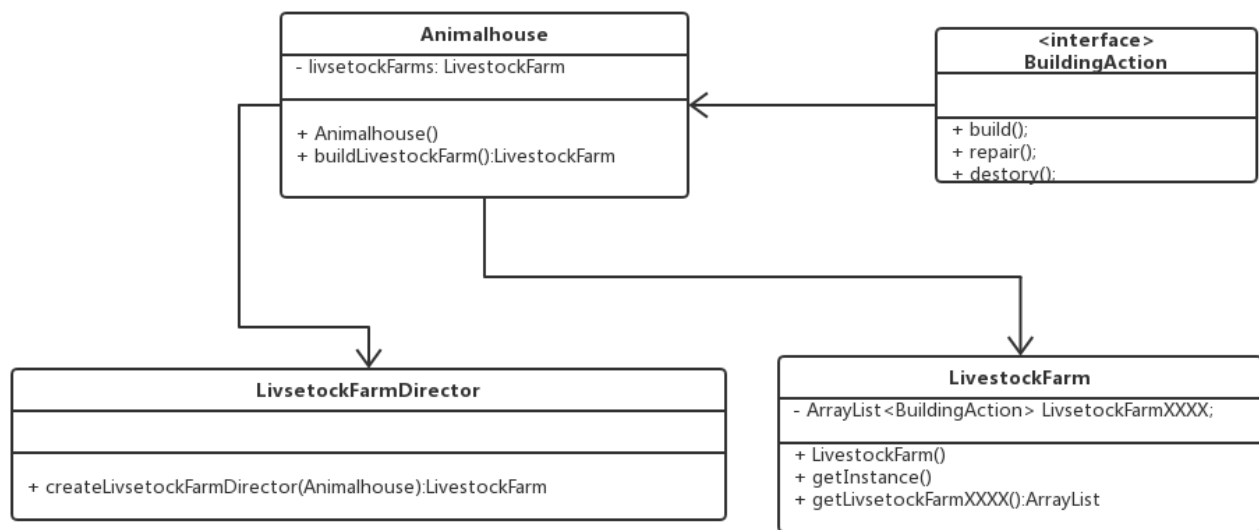 Animalhouse
- livsetockFarms: LivestockFarm
+ Animalhouse()
+ buildLivestockFarm():LivestockFarm
<interface>
BuildingAction
+ build();
+ repair();
+ destory();
LivsetockFarmDirector
+ createLivsetockFarmDirector(Animalhouse):LivestockFarm
LivestockFarm
- ArrayList<BuildingAction> LivsetockFarmXXXX;
+ LivestockFarm()
+ getInstance()
+ getLivsetockFarmXXXX():ArrayList